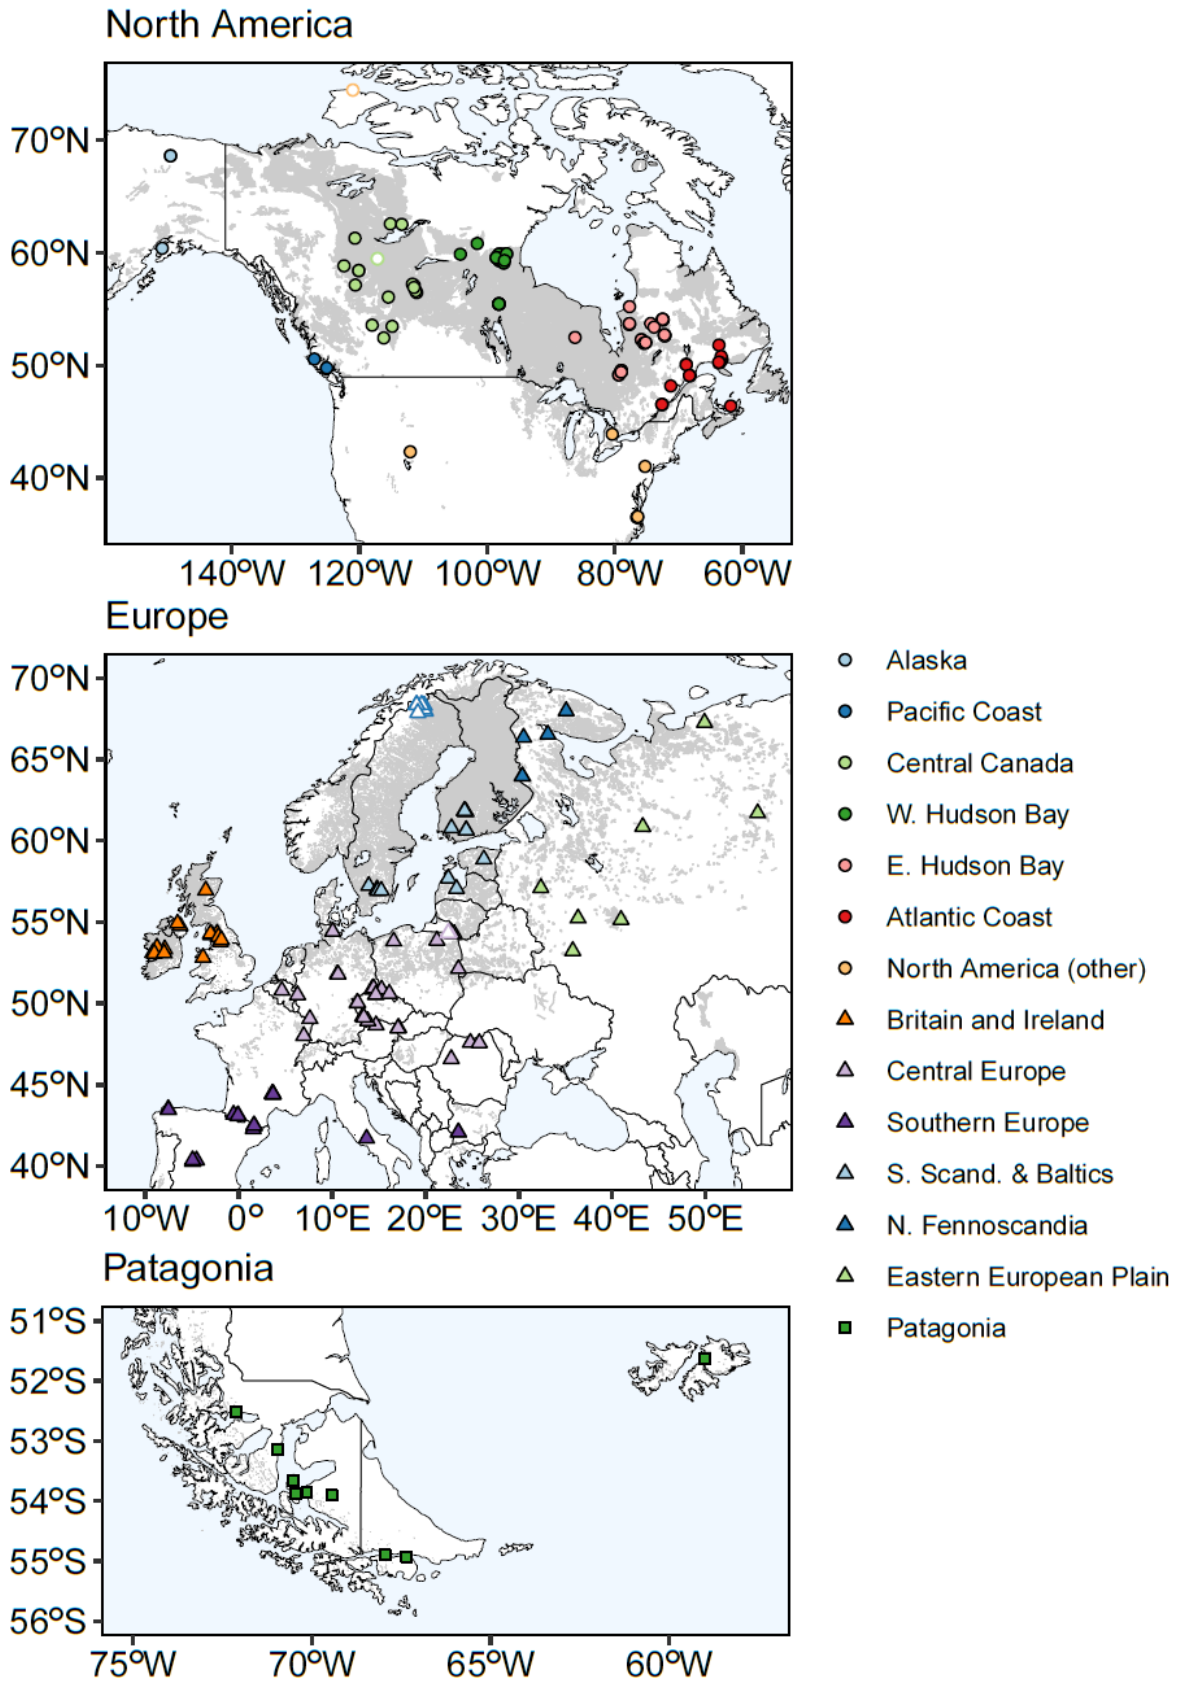 North America
70°N
60°N
50°N
40°N
140°W 120°W 100°W 80°W 60°W
Europe
70°N
65°N
60°N
55°N
50°N
45°N
40°N
10°W 0° 10°E 20°E 30°E 40°E 50°E
Alaska
Pacific Coast
Central Canada
W. Hudson Bay
E. Hudson Bay
Atlantic Coast
North America (other)
Britain and Ireland
Central Europe
Southern Europe
S. Scand. & Baltics
N. Fennoscandia
Eastern European Plain
Patagonia
Patagonia
51°S
52°S
53°S
54°S
55°S
56°S
75°W 70°W 65°W 60°W